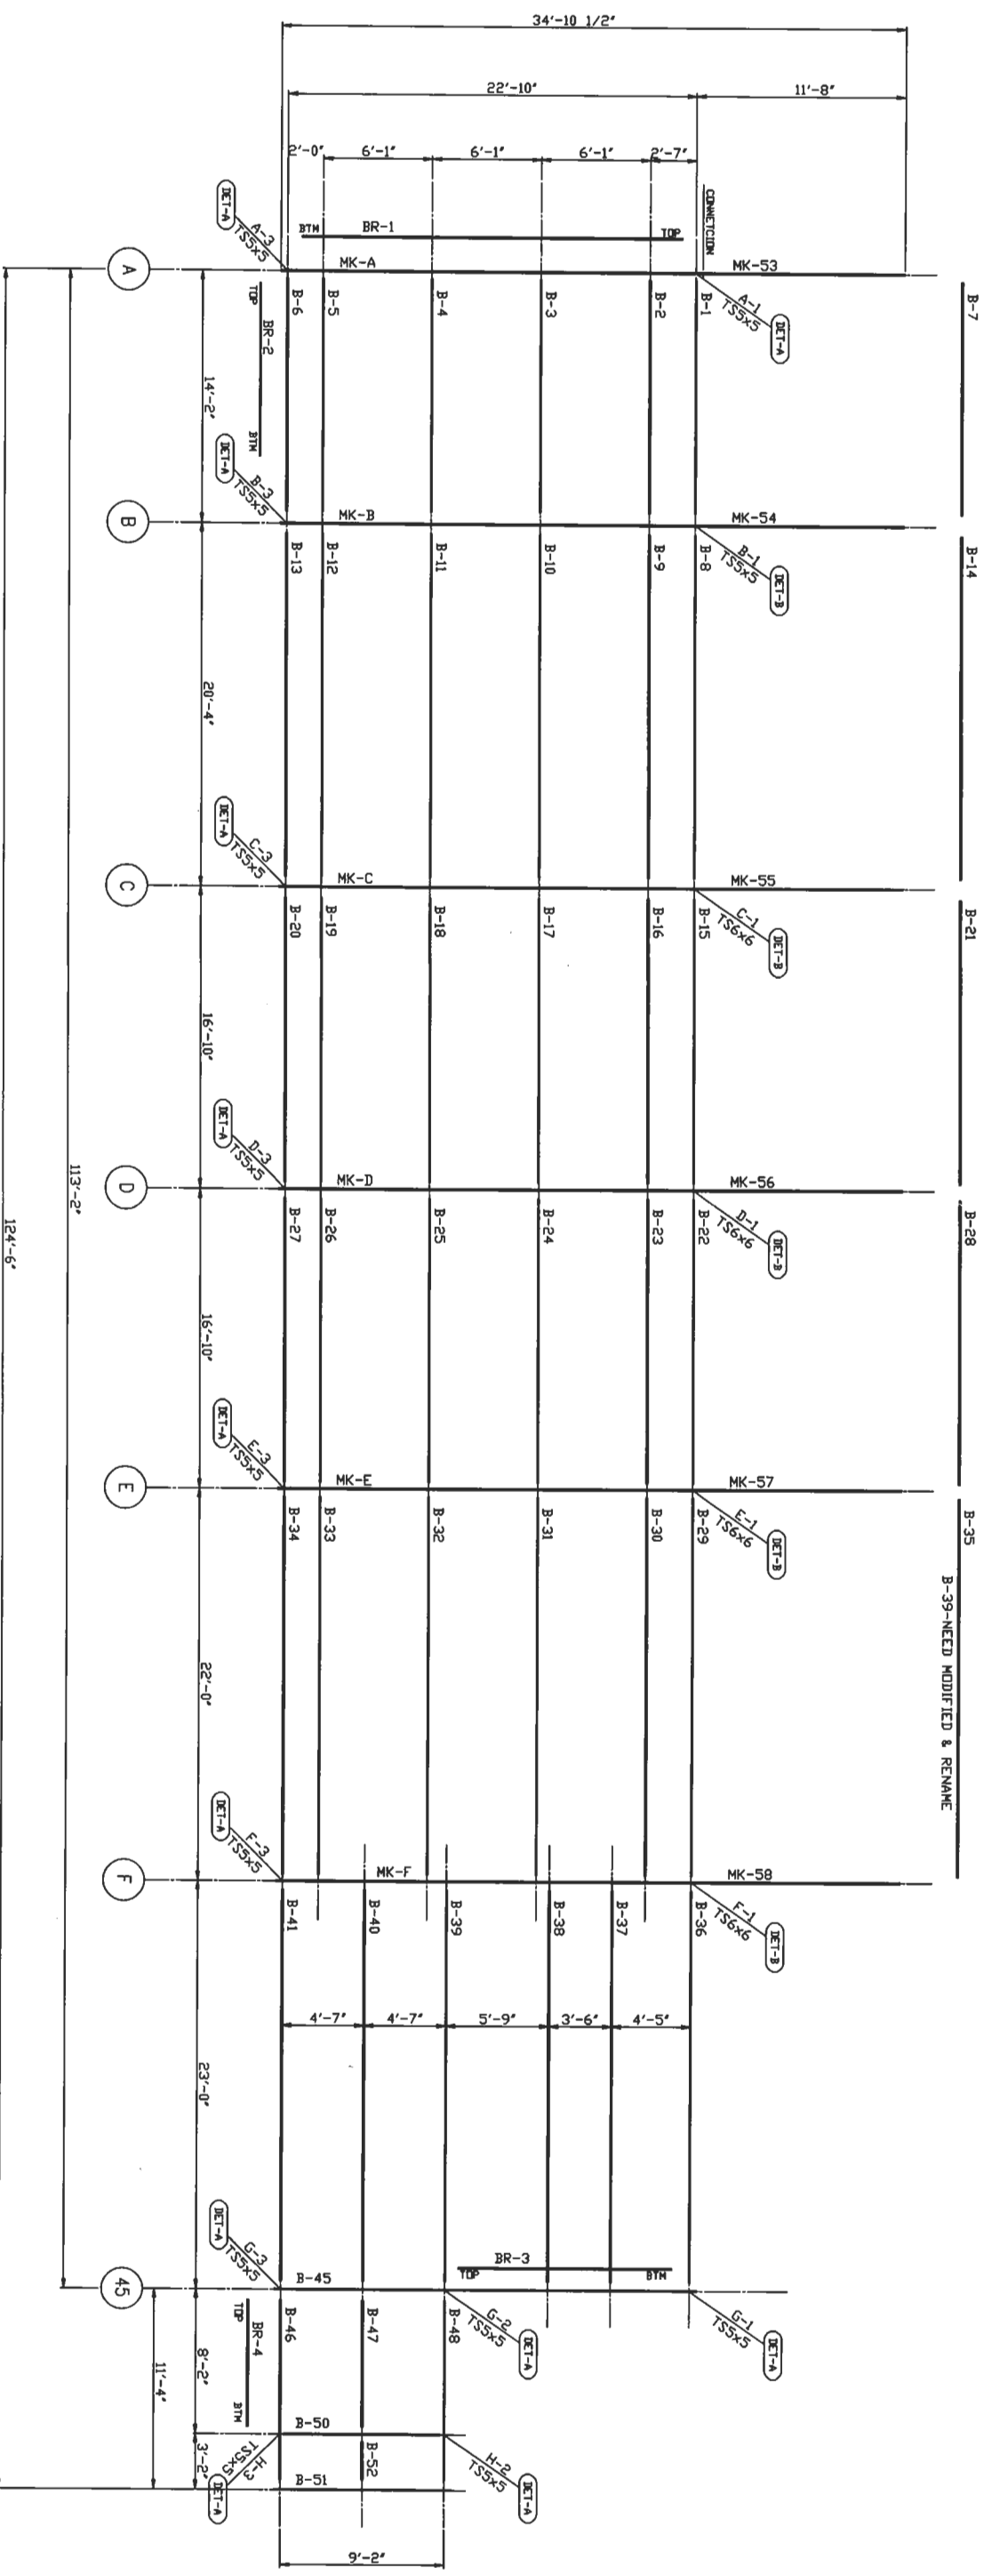 34'-10 1/2"
22'-10"
11'-8"
2'-0"
6'-1"
6'-1"
6'-1"
2'-7"
CONNETCION
BTM
BR-1
TOP
DET-A
A-3
TS5x5
MK-A
MK-53
A
B-6
B-5
B-4
B-3
B-2
B-1
A-1
TS5x5
DET-A
B-7
TOP
BR-2
BTM
14'-2"
DET-A
B-3
TS5x5
MK-B
MK-54
B
B-13
B-12
B-11
B-10
B-9
B-8
B-1
TS5x5
DET-B
B-14
20'-4"
DET-A
C-3
TS5x5
MK-C
MK-55
C
B-20
B-19
B-18
B-17
B-16
B-15
C-1
TS6x6
DET-B
B-21
16'-10"
113'-2"
124'-6"
DET-A
D-3
TS5x5
MK-D
MK-56
D
B-27
B-26
B-25
B-24
B-23
B-22
D-1
TS6x6
DET-B
B-28
16'-10"
DET-A
E-3
TS5x5
MK-E
MK-57
E
B-34
B-33
B-32
B-31
B-30
B-29
E-1
TS6x6
DET-B
B-35
B-39-NEED MODIFIED & RENAME
22'-0"
DET-A
F-3
TS5x5
MK-F
MK-58
F
B-41
B-40
B-39
B-38
B-37
B-36
F-1
TS6x6
DET-B
4'-7"
4'-7"
5'-9"
3'-6"
4'-5"
23'-0"
BR-3
TOP
BTM
DET-A
G-3
TS5x5
B-45
45
B-46
B-47
B-48
G-2
TS5x5
DET-A
G-1
TS5x5
DET-A
TOP
BR-4
BTM
8'-2"
11'-4"
B-50
3'-2"
H-3
TS5x5
DET-A
B-52
H-2
TS5x5
DET-A
B-51
9'-2"